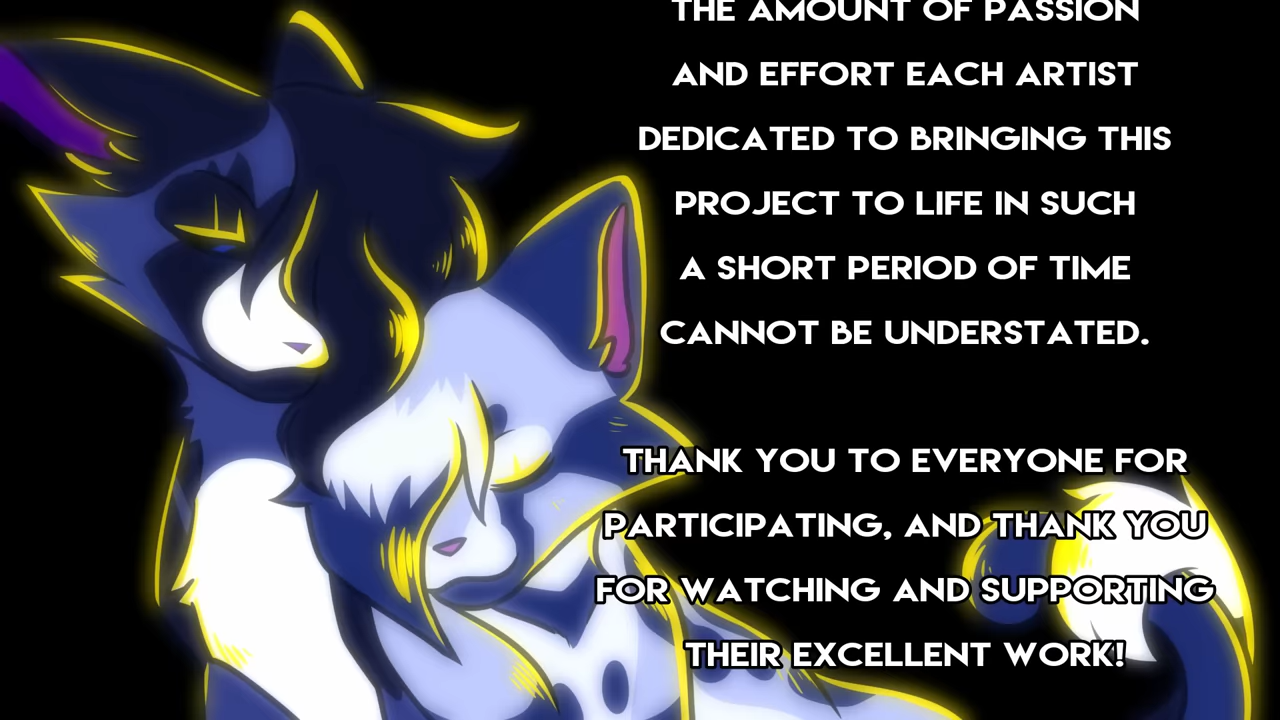 THE AMOUNT OF PASSION
AND EFFORT EACH ARTIST
DEDICATED TO BRINGING THIS
PROJECT TO LIFE IN SUCH
A SHORT PERIOD OF TIME
CANNOT BE UNDERSTATED.
THANK YOU TO EVERYONE FOR
PARTICIPATING, AND THANK YOU
FOR WATCHING AND SUPPORTING
THEIR EXCELLENT WORK!